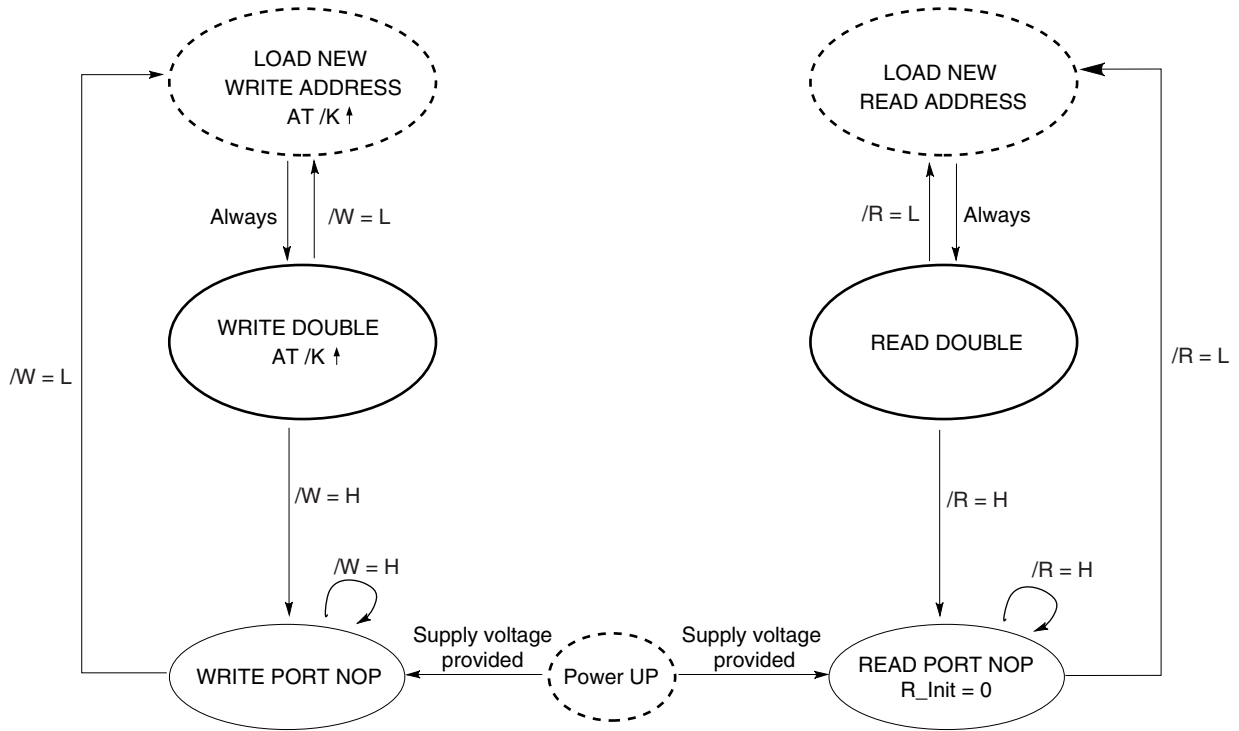 LOAD NEW
WRITE ADDRESS
AT /K ↑
LOAD NEW
READ ADDRESS
Always
/W = L
/R = L
Always
WRITE DOUBLE
AT /K ↑
READ DOUBLE
/W = L
/R = L
/W = H
/R = H
/W = H
/R = H
WRITE PORT NOP
Supply voltage
provided
Power UP
Supply voltage
provided
READ PORT NOP
R_Init = 0